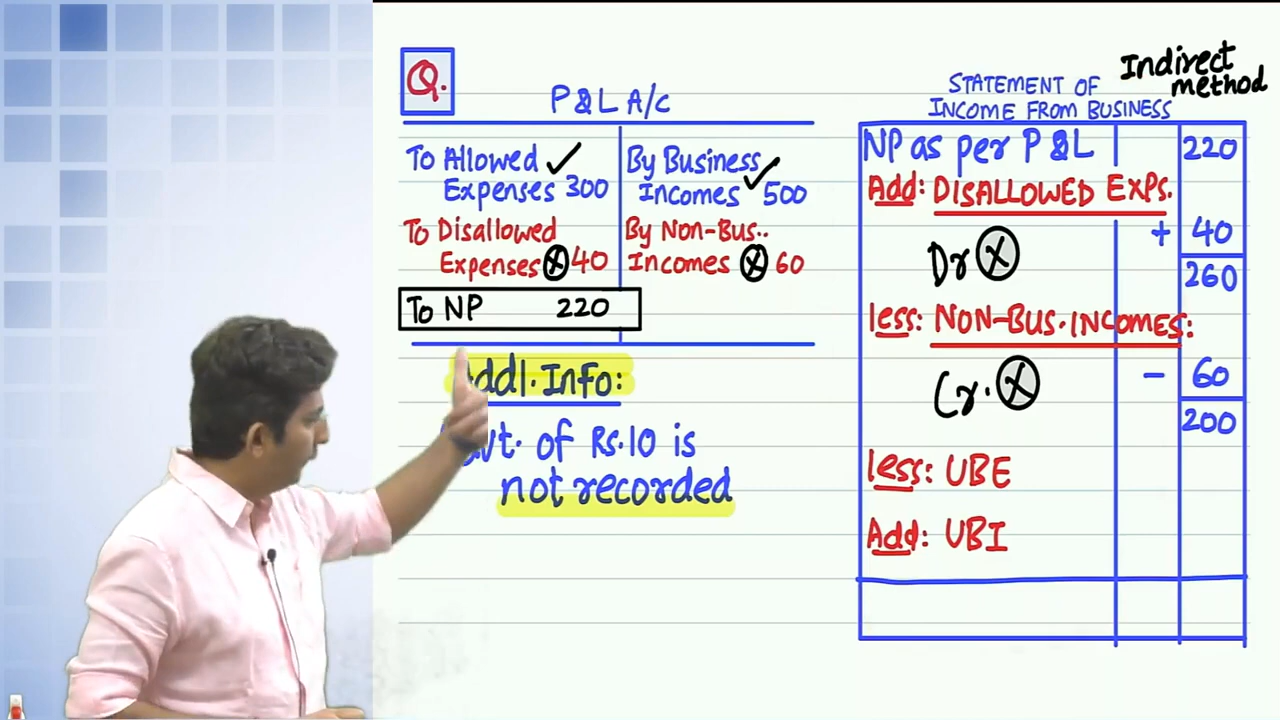 Q.
P & L A/C
To Allowed
Expenses 300
By Business
Incomes 500
To Disallowed
Expenses 40
By Non-Bus..
Incomes 60
To NP 220
Addl. Info:
of Rs.10 is
not recorded
Indirect
method
STATEMENT OF
INCOME FROM BUSINESS
NP as per P & L 220
Add: DISALLOWED EXPS.
+ 40
Dr X
260
less: NON-BUS.INCOMES:
Cr. X - 60
200
less: UBE
Add: UBI